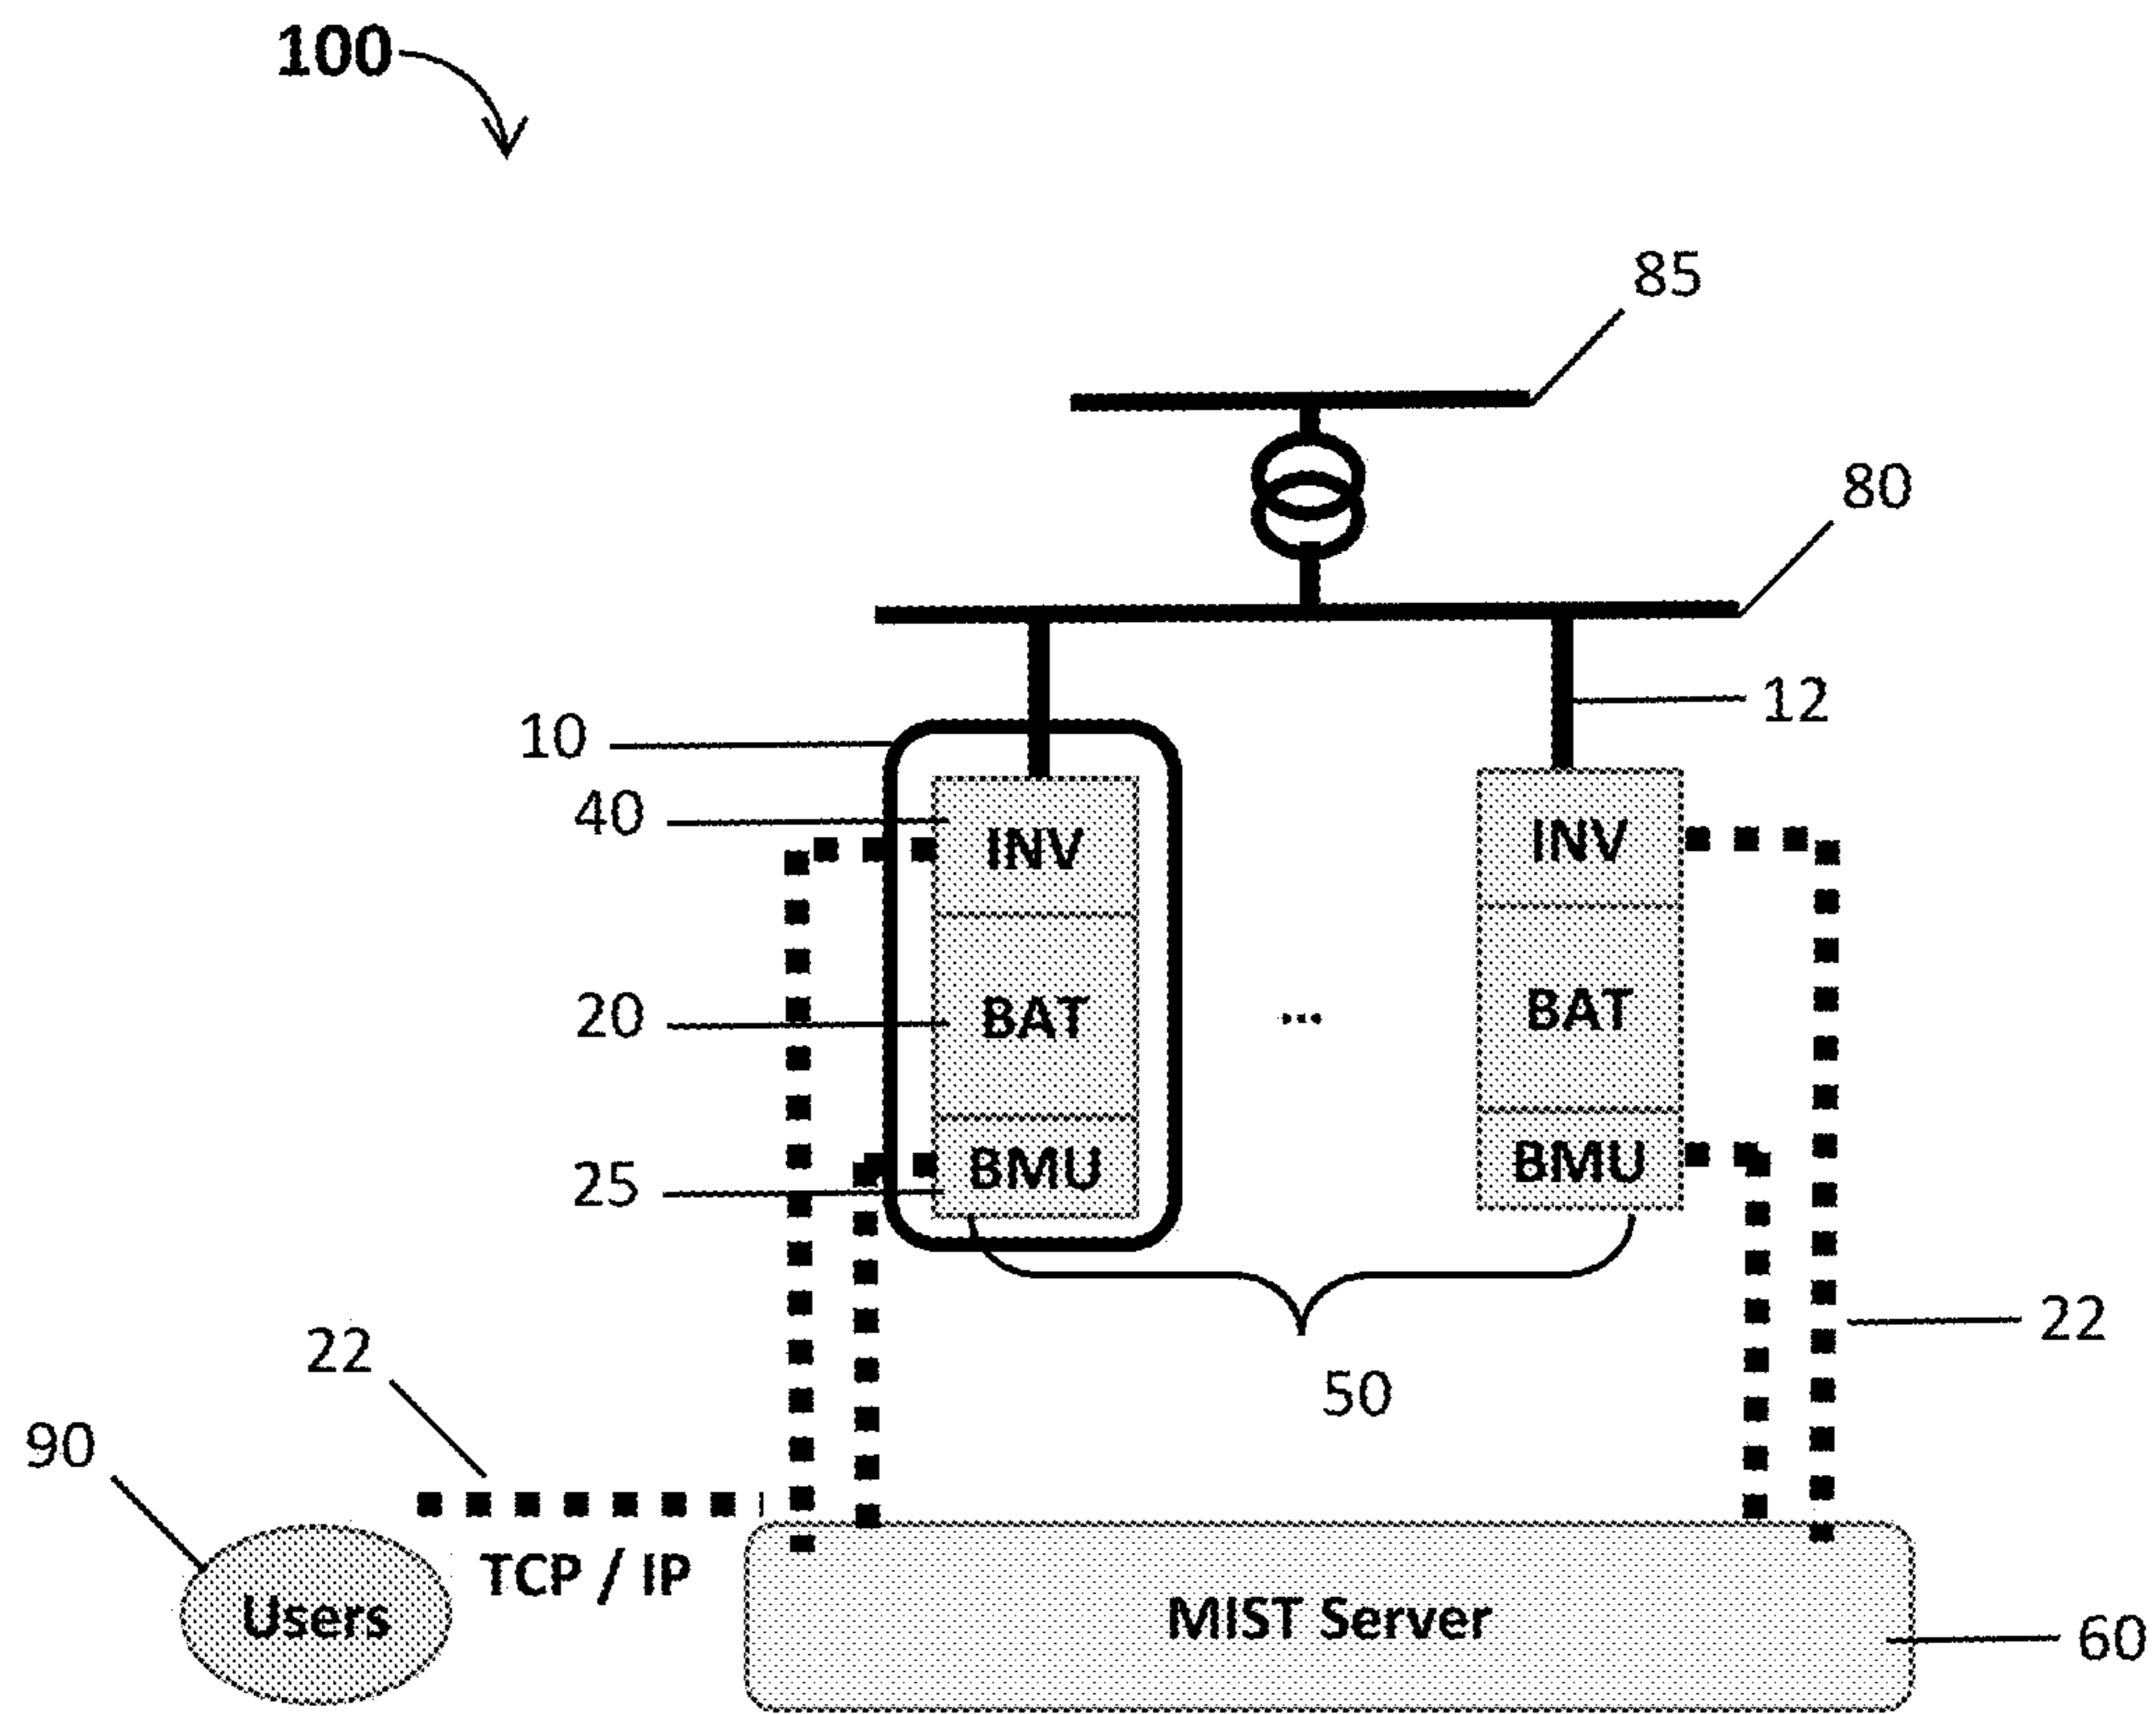 100
85
80
12
10
40
INV
INV
20
BAT
...
BAT
25
BMU
BMU
22
22
50
90
TCP / IP
Users
MIST Server
60